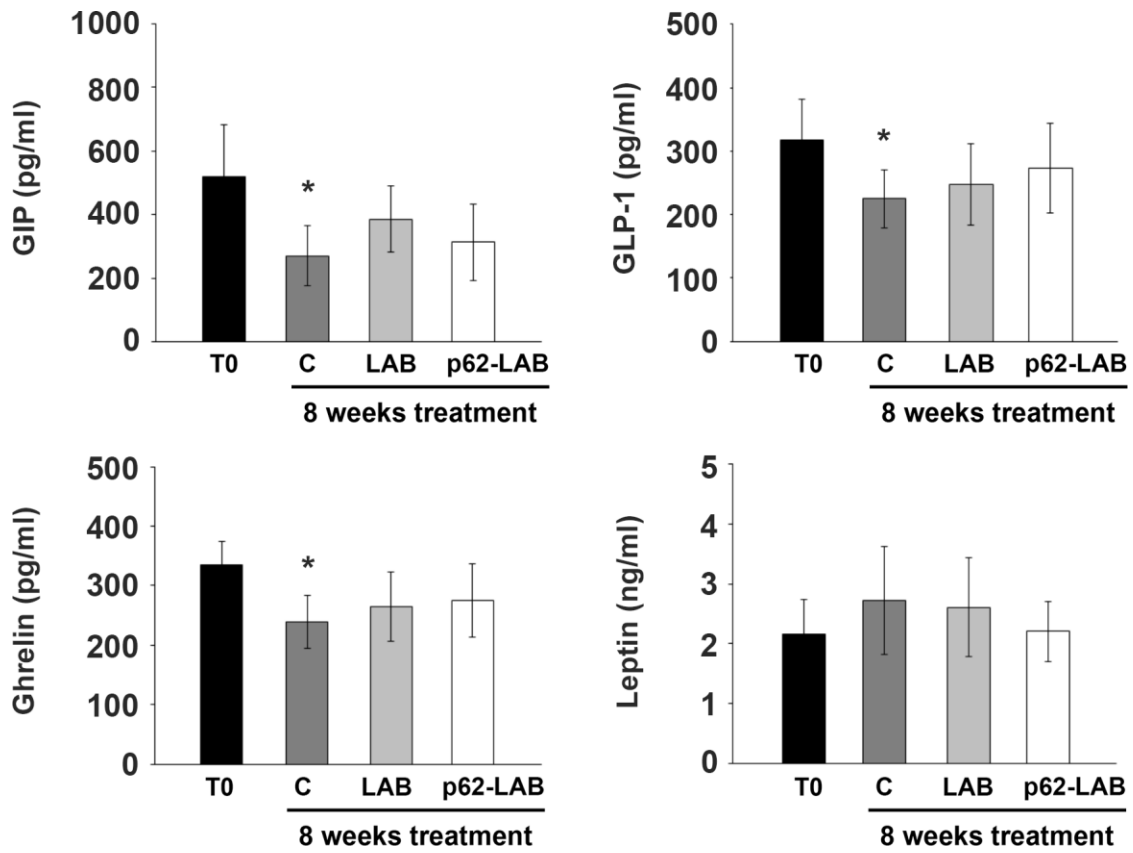 GIP (pg/ml)
1000
800
600
400
200
0
*
T0 C LAB p62-LAB
8 weeks treatment
GLP-1 (pg/ml)
500
400
300
200
100
0
*
T0 C LAB p62-LAB
8 weeks treatment
Ghrelin (pg/ml)
500
400
300
200
100
0
*
T0 C LAB p62-LAB
8 weeks treatment
Leptin (ng/ml)
5
4
3
2
1
0
T0 C LAB p62-LAB
8 weeks treatment